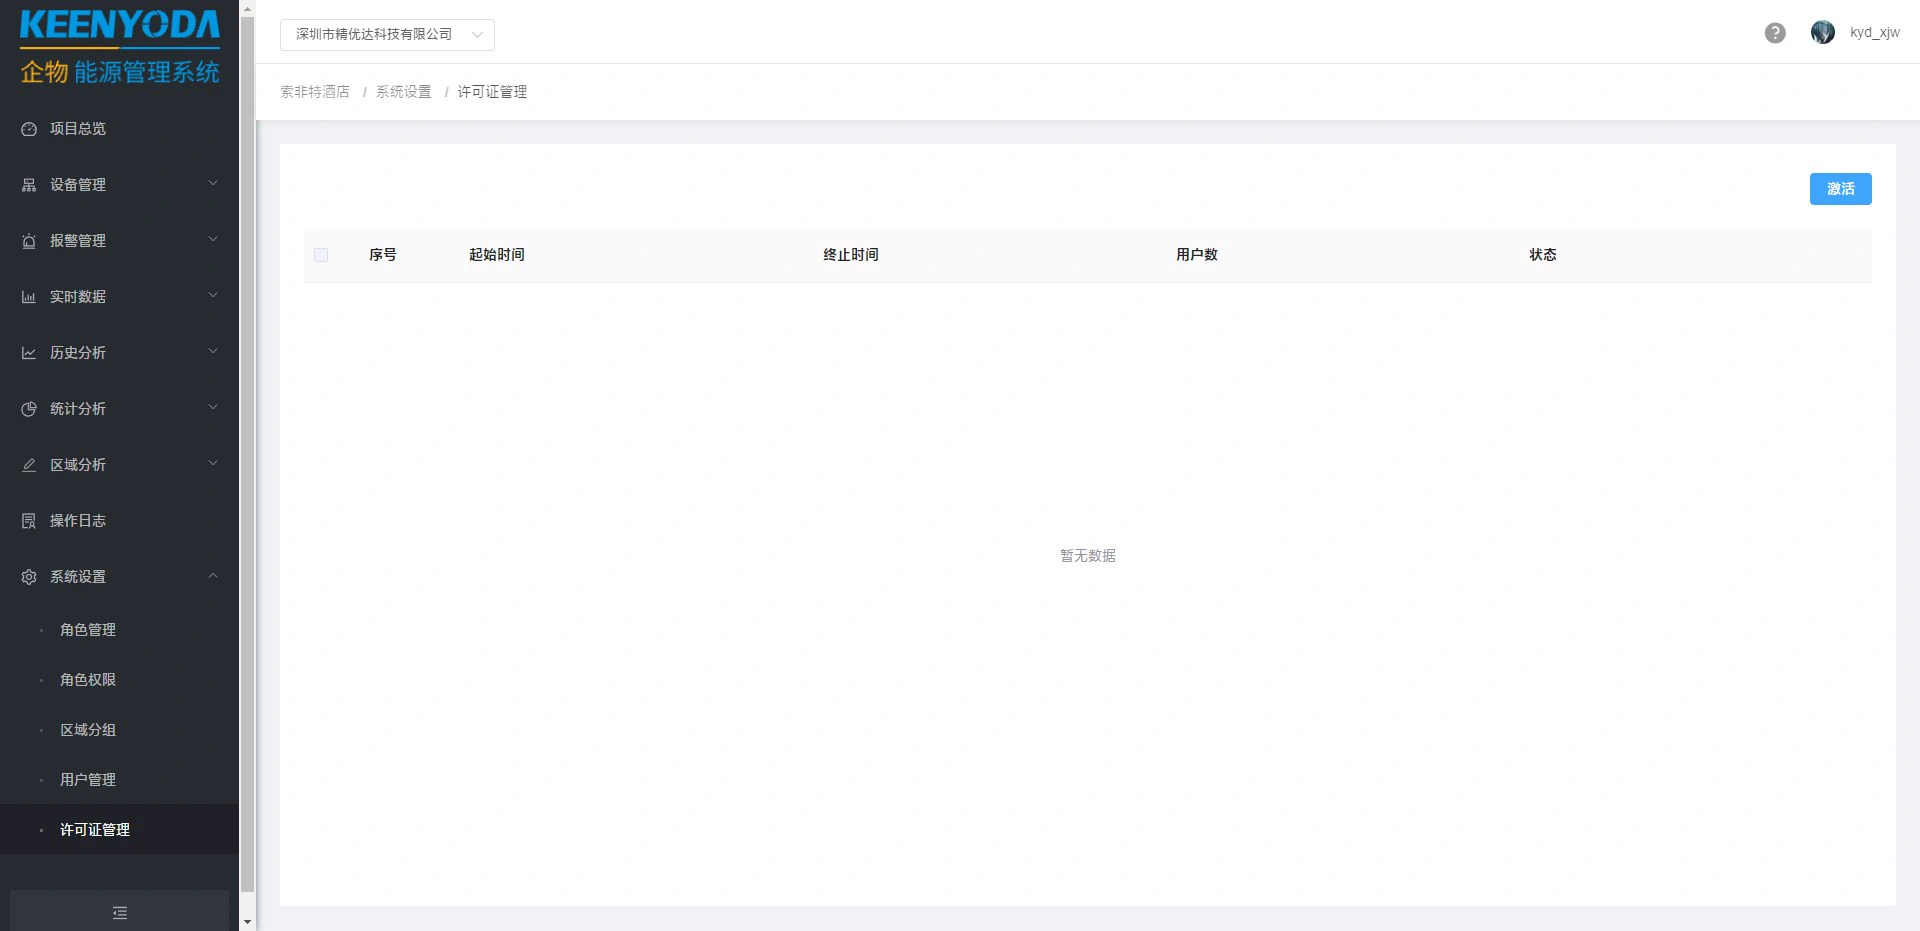 KEENYODA
企物 能源管理系统
深圳市精优达科技有限公司
kyd_xjw
索非特酒店 / 系统设置 / 许可证管理
项目总览
设备管理
报警管理
实时数据
历史分析
统计分析
区域分析
操作日志
系统设置
角色管理
角色权限
区域分组
用户管理
许可证管理
激活
序号 起始时间 终止时间 用户数 状态
暂无数据